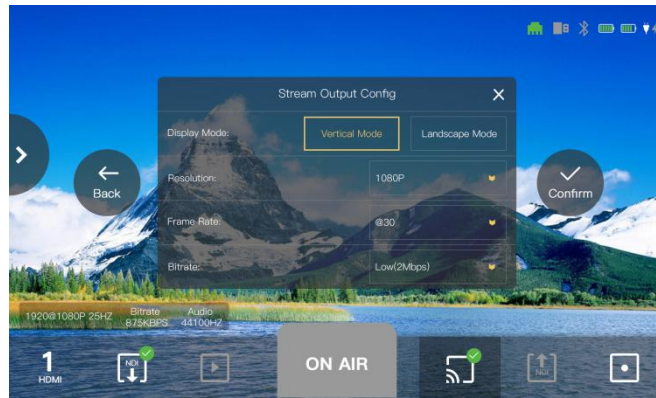 Stream Output Config
Display Mode: Vertical Mode Landscape Mode
Resolution: 1080P
Frame Rate: @30
Bitrate: Low(2Mbps)
Back
Confirm
1920@1080P 25HZ Bitrate Audio
875KBPS 44100HZ
1
HDMI
NDI
ON AIR
NDI